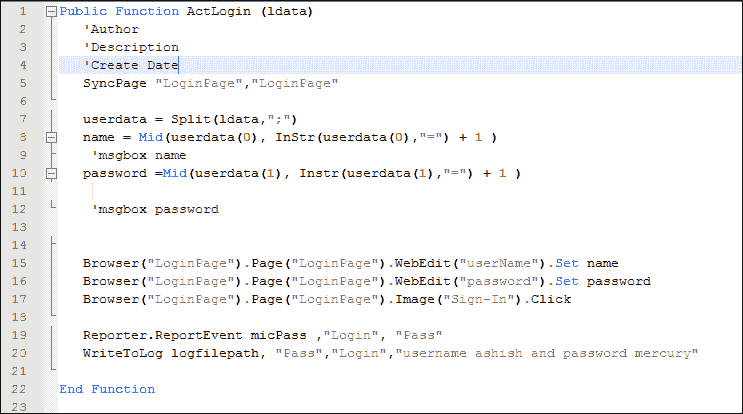 1 Public Function ActLogin (ldata)
2 'Author
3 'Description
4 'Create Date
5 SyncPage "LoginPage","LoginPage"
6
7 userdata = Split(ldata,";")
8 name = Mid(userdata(0), InStr(userdata(0),"=") + 1 )
9 'msgbox name
10 password =Mid(userdata(1), Instr(userdata(1),"=") + 1 )
11
12 'msgbox password
13
14
15 Browser("LoginPage").Page("LoginPage").WebEdit("userName").Set name
16 Browser("LoginPage").Page("LoginPage").WebEdit("password").Set password
17 Browser("LoginPage").Page("LoginPage").Image("Sign-In").Click
18
19 Reporter.ReportEvent micPass ,"Login", "Pass"
20 WriteToLog logfilepath, "Pass","Login","username ashish and password mercury"
21
22 End Function
23